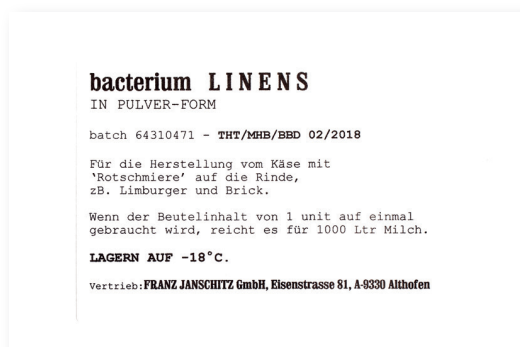 bacterium LINENS
IN PULVER-FORM
batch 64310471 - THT/MHB/BBD 02/2018
Für die Herstellung vom Käse mit
‘Rotschmiere’ auf die Rinde,
zB. Limburger und Brick.
Wenn der Beutelinhalt von 1 unit auf einmal
gebraucht wird, reicht es für 1000 Ltr Milch.
LAGERN AUF -18°C.
Vertrieb:FRANZ JANSCHITZ GmbH, Eisenstrasse 81, A-9330 Althofen